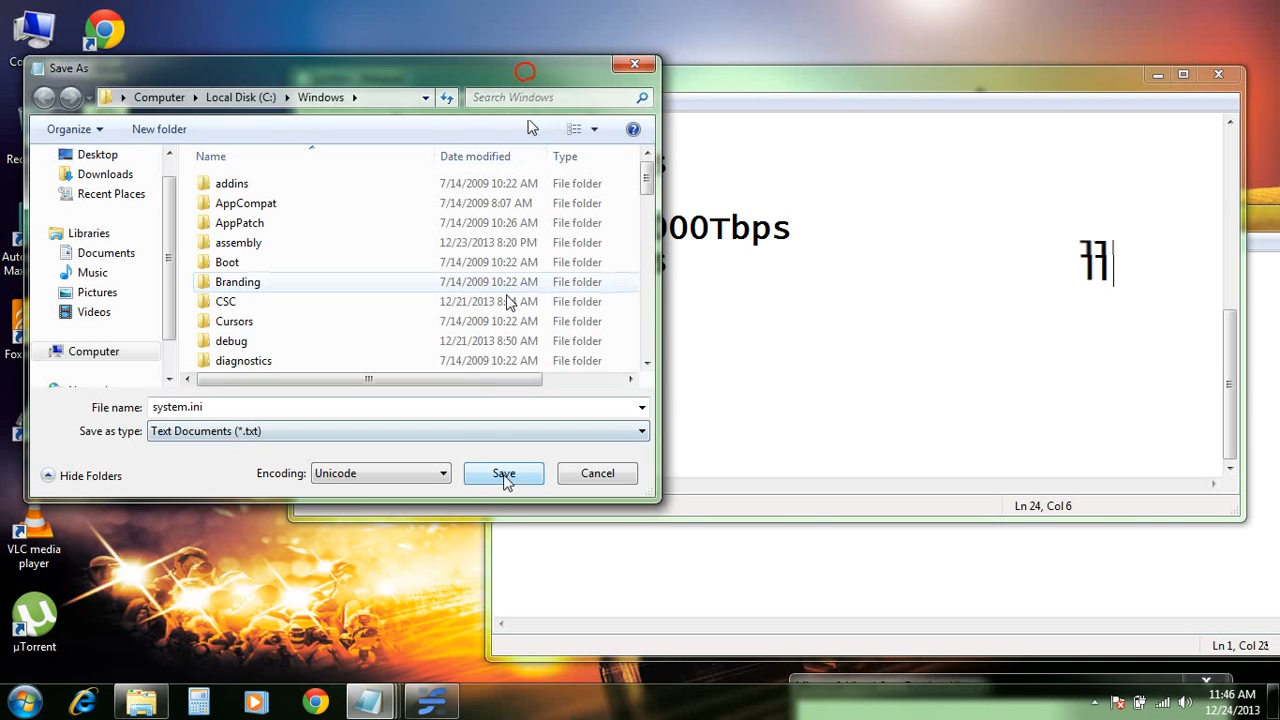 Save As
Computer
Local Disk (C:)
Windows
Search Windows
Organize
New folder
Desktop
Downloads
Recent Places
Libraries
Documents
Music
Pictures
Videos
Computer
Name
Date modified
Type
addins 7/14/2009 10:22 AM File folder
AppCompat 7/14/2009 8:07 AM File folder
AppPatch 7/14/2009 10:26 AM File folder
assembly 12/23/2013 8:20 PM File folder
Boot 7/14/2009 10:22 AM File folder
Branding 7/14/2009 10:22 AM File folder
CSC 12/21/2013 AM File folder
Cursors 7/14/2009 10:22 AM File folder
debug 12/21/2013 8:50 AM File folder
diagnostics 7/14/2009 10:22 AM File folder
File name: system.ini
Save as type: Text Documents (*.txt)
Hide Folders
Encoding: Unicode
Save
Cancel
000Tbps
Ln 24, Col 6
VLC media
player
µTorrent
11:46 AM
12/24/2013